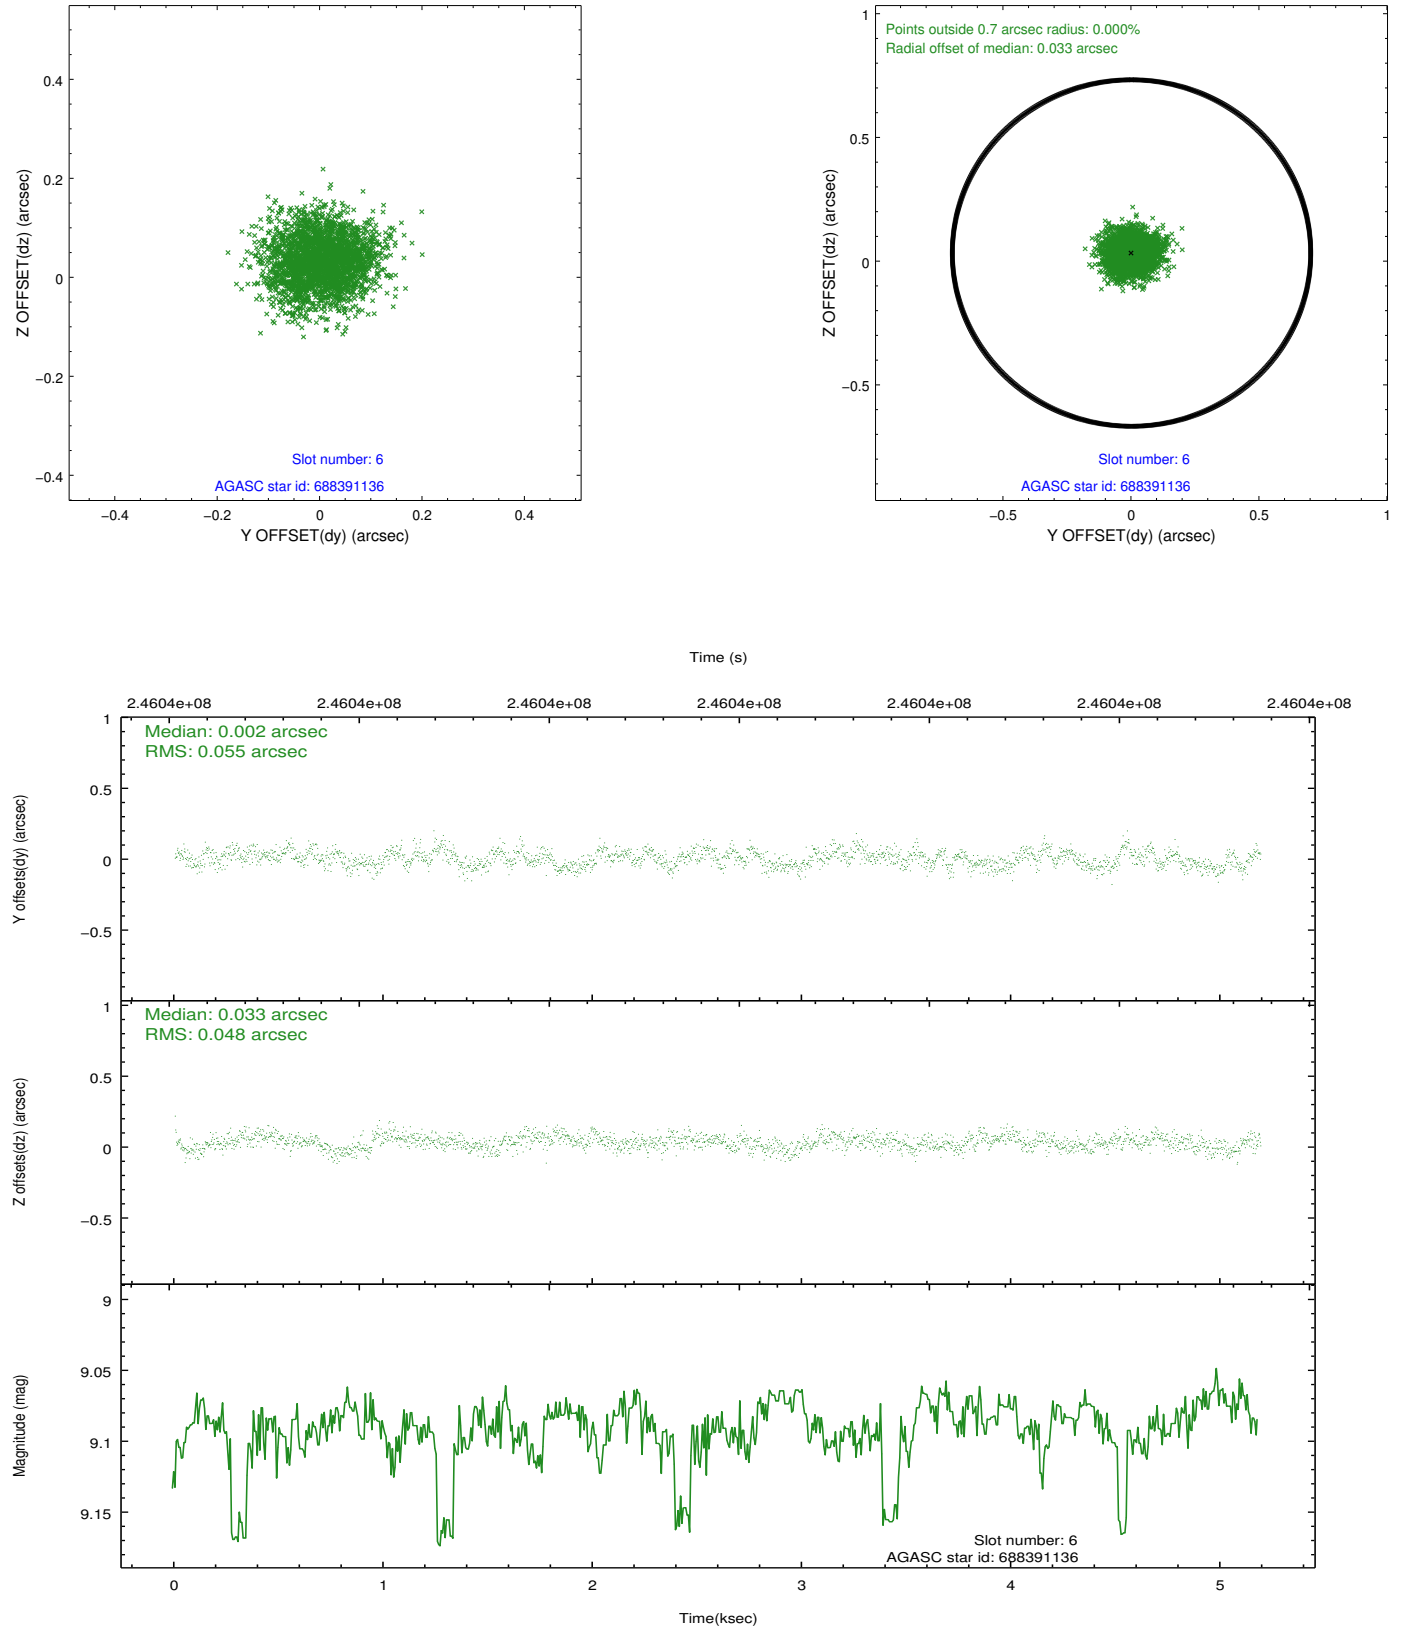 0.4
0.2
0
−0.2
−0.4
Z OFFSET(dz) (arcsec)
Slot number: 6
AGASC star id: 688391136
−0.4 −0.2 0 0.2 0.4
Y OFFSET(dy) (arcsec)
1
0.5
0
−0.5
Z OFFSET(dz) (arcsec)
Points outside 0.7 arcsec radius: 0.000%
Radial offset of median: 0.033 arcsec
Slot number: 6
AGASC star id: 688391136
−0.5 0 0.5 1
Y OFFSET(dy) (arcsec)
Time (s)
2.4604e+08 2.4604e+08 2.4604e+08 2.4604e+08 2.4604e+08 2.4604e+08 2.4604e+08
Median: 0.002 arcsec
RMS: 0.055 arcsec
1
0.5
0
−0.5
Y offsets(dy) (arcsec)
Median: 0.033 arcsec
RMS: 0.048 arcsec
1
0.5
0
−0.5
Z offsets(dz) (arcsec)
9
9.05
9.1
9.15
Magnitude (mag)
Slot number: 6
AGASC star id: 688391136
0 1 2 3 4 5
Time(ksec)